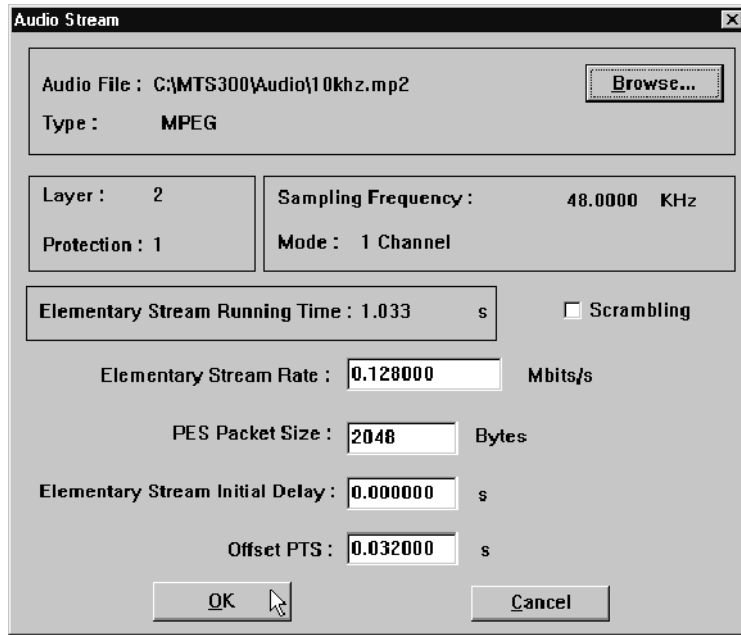 Audio Stream
Audio File : C:\MTS300\Audio\10khz.mp2
Browse...
Type : MPEG
Layer : 2
Protection : 1
Sampling Frequency : 48.0000 KHz
Mode : 1 Channel
Elementary Stream Running Time : 1.033 s
Scrambling
Elementary Stream Rate : 0.128000 Mbits/s
PES Packet Size : 2048 Bytes
Elementary Stream Initial Delay : 0.000000 s
Offset PTS : 0.032000 s
OK
Cancel